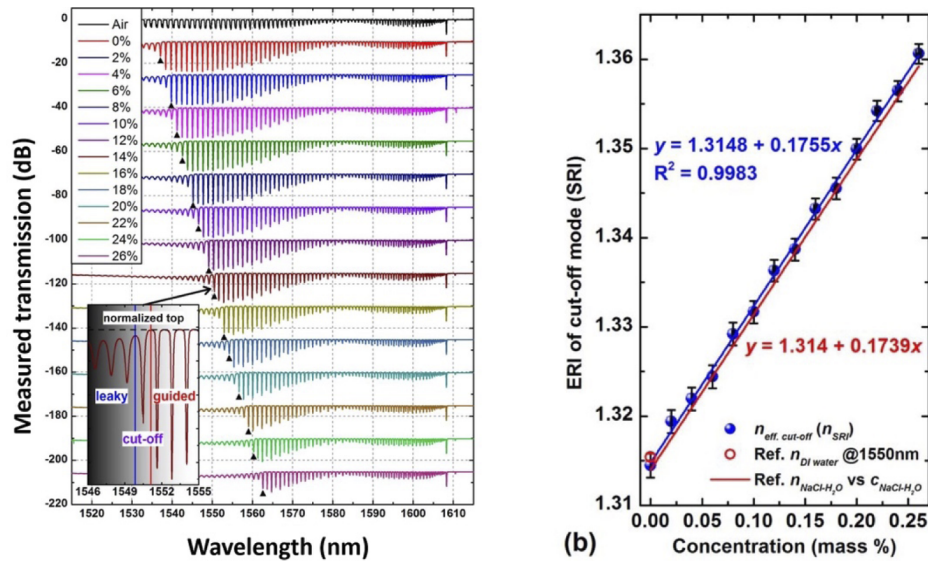 Air
0%
2%
4%
6%
8%
10%
12%
14%
16%
18%
20%
22%
24%
26%
0
-20
-40
-60
-80
-100
-120
-140
-160
-180
-200
-220
Measured transmission (dB)
normalized top
leaky
guided
cut-off
1546 1549 1552 1555
1520 1530 1540 1550 1560 1570 1580 1590 1600 1610
Wavelength (nm)
1.36
1.35
1.34
1.33
1.32
1.31
ERI of cut-off mode (SRI)
y = 1.3148 + 0.1755x
R² = 0.9983
y = 1.314 + 0.1739x
n eff. cut-off (n SRI)
Ref. n DI water @1550nm
Ref. n NaCl-H₂O vs c NaCl-H₂O
0.00 0.05 0.10 0.15 0.20 0.25
(b) Concentration (mass %)